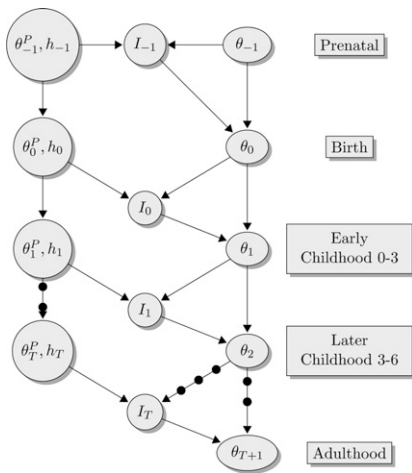 θ^P_{-1}, h_{-1} I_{-1} θ_{-1} Prenatal
θ^P_0, h_0 θ_0 Birth
I_0
θ^P_1, h_1 θ_1 Early
Childhood 0-3
I_1
θ^P_T, h_T θ_2 Later
Childhood 3-6
I_T
θ_{T+1} Adulthood